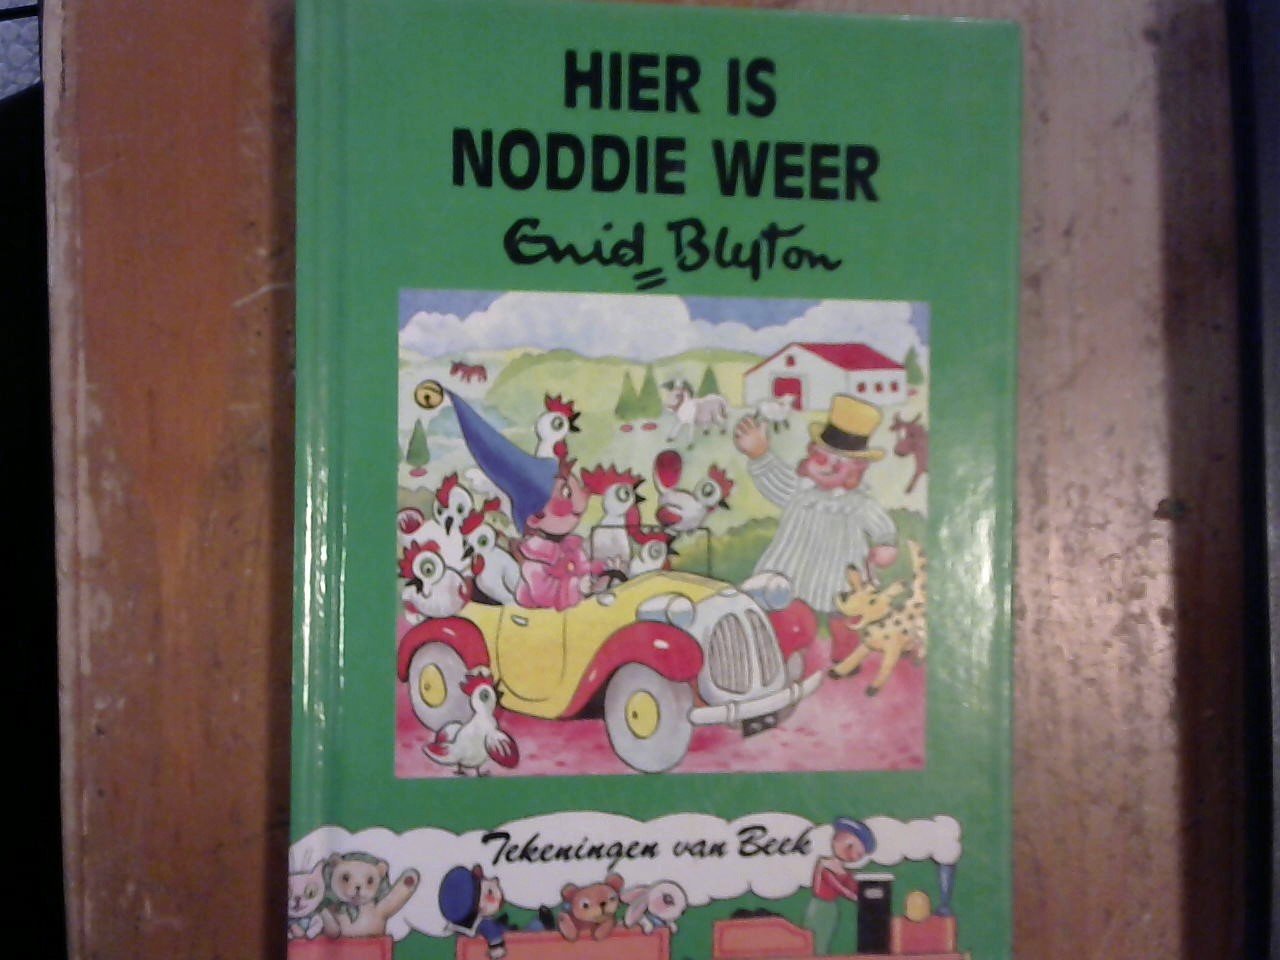 HIER IS
NODDIE WEER
Enid Blyton
Tekeningen van Beek